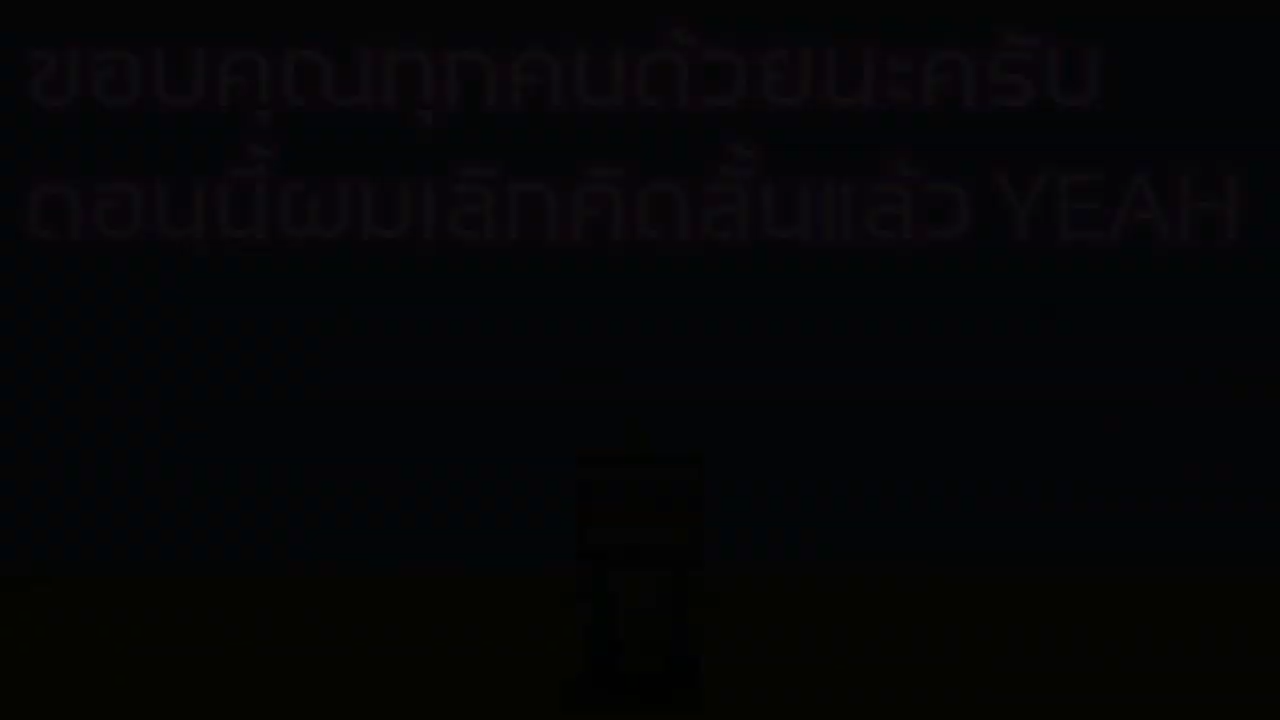 ขอบคุณทุกคนด้วยนะครับ
ตอนนี้ผมเลิกคิดสั้นแล้ว YEAH